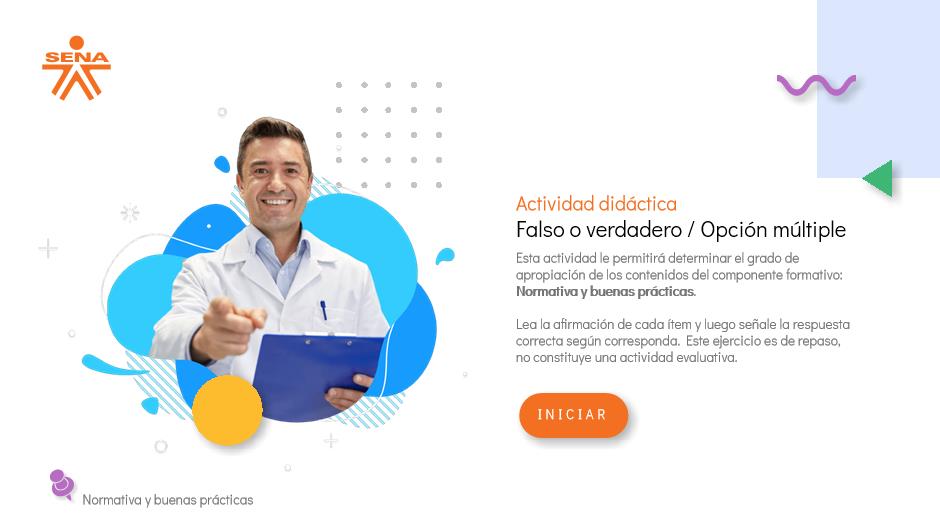 SENA
Actividad didáctica
Falso o verdadero / Opción múltiple
Esta actividad le permitirá determinar el grado de
apropiación de los contenidos del componente formativo:
Normativa y buenas prácticas.
Lea la afirmación de cada ítem y luego señale la respuesta
correcta según corresponda. Este ejercicio es de repaso,
no constituye una actividad evaluativa.
INICIAR
Normativa y buenas prácticas